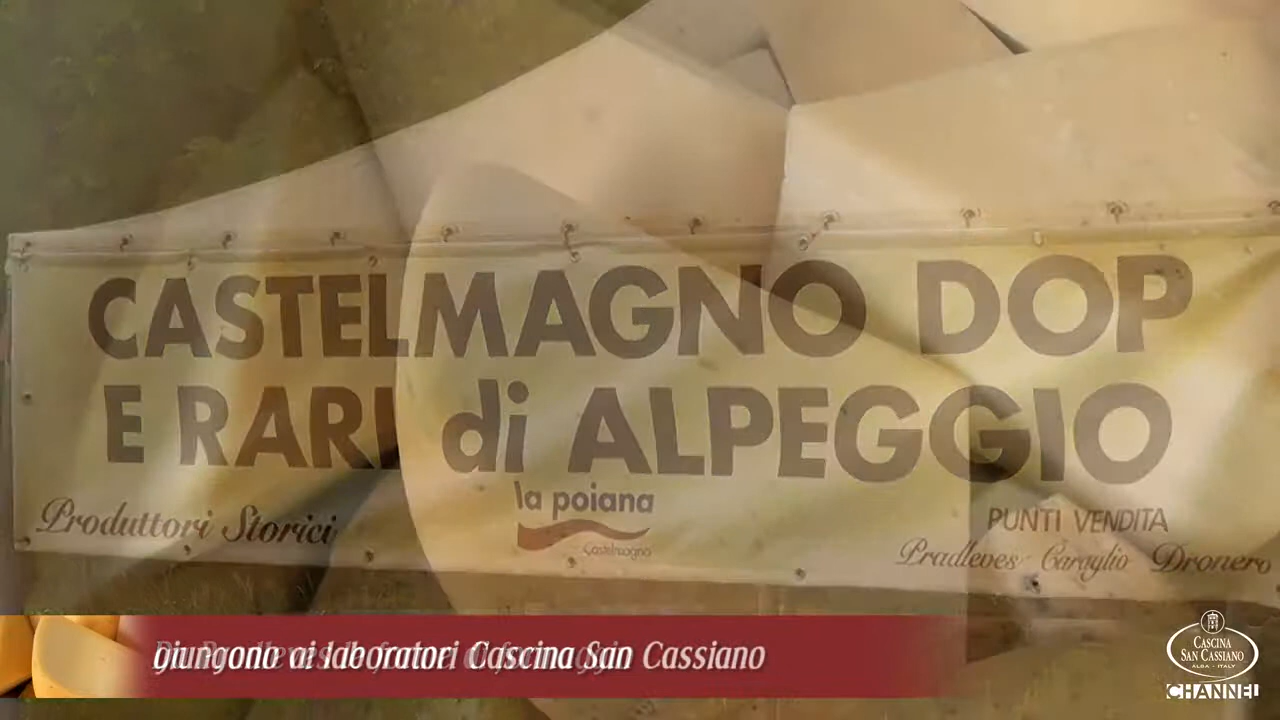 CASTELMAGNO DOP
E RARI di ALPEGGIO
la poiana
Castelmagno
Produttori Storici
PUNTI VENDITA
Pradleves Caraglio Dronero
giungono ai laboratori Cascina San Cassiano
CASCINA
SAN CASSIANO
ALBA - ITALY
CHANNEL